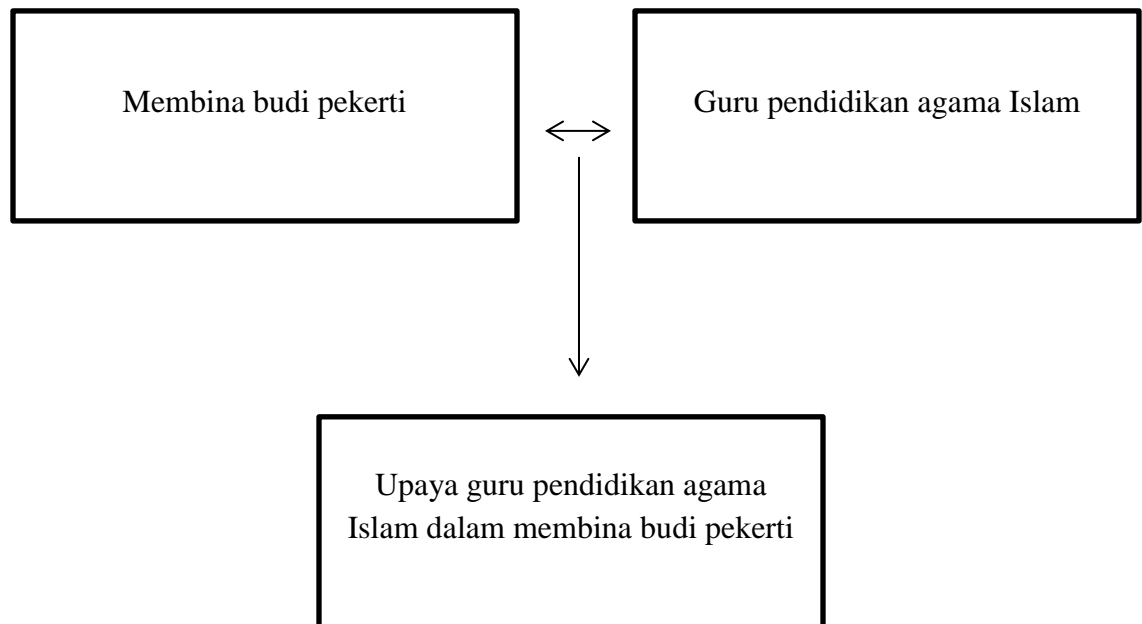 Membina budi pekerti
Guru pendidikan agama Islam
Upaya guru pendidikan agama
Islam dalam membina budi pekerti